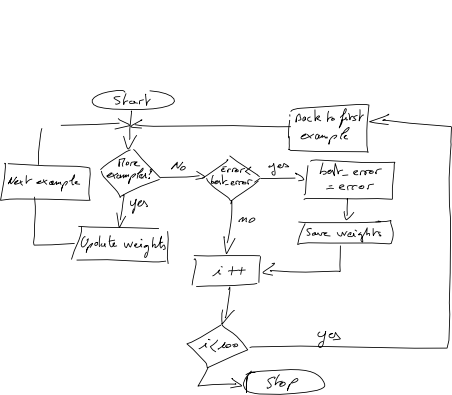 Start
Back to first
example
More
examples?
No
Error<
best_error
yes
best_error
= error
Next example
yes
no
Update weights
Save weights
i++
i<100
yes
Stop